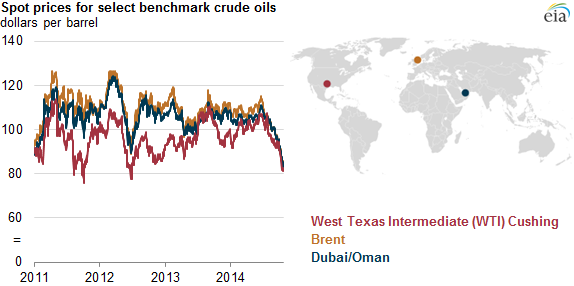 Spot prices for select benchmark crude oils
dollars per barrel
eia
140
120
100
80
60
=
0
2011 2012 2013 2014
West Texas Intermediate (WTI) Cushing
Brent
Dubai/Oman